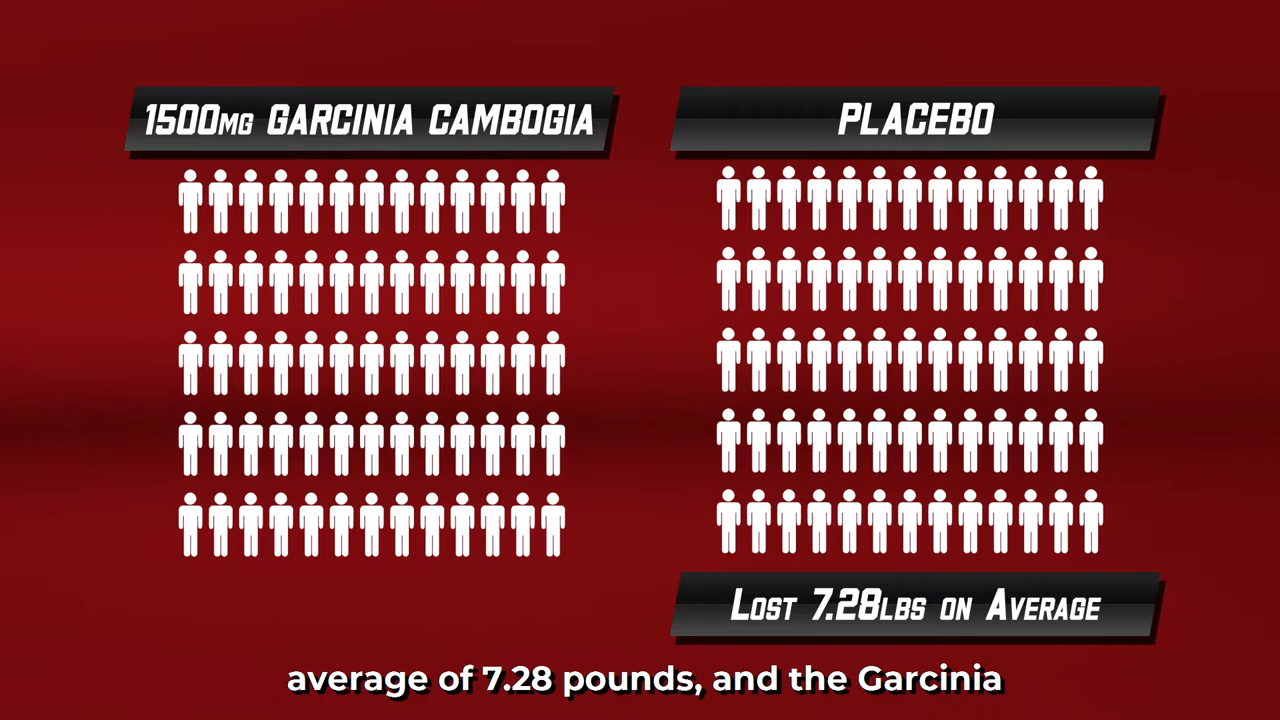 1500MG GARCINIA CAMBOGIA
PLACEBO
LOST 7.28LBS ON AVERAGE
average of 7.28 pounds, and the Garcinia